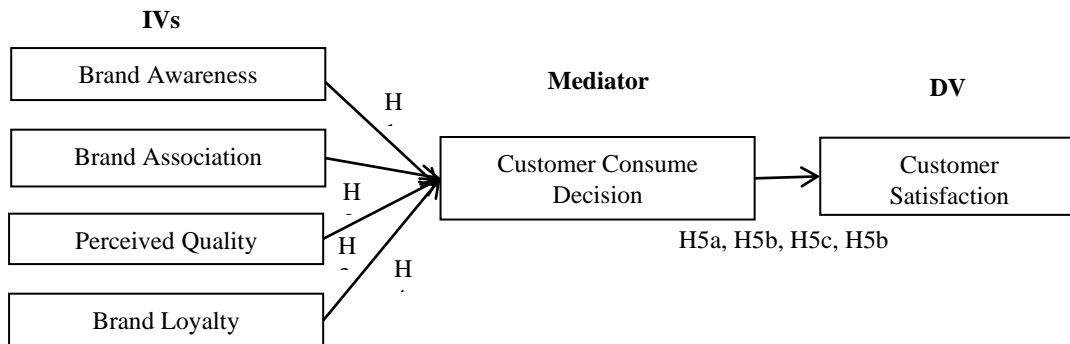 IVs
Brand Awareness
Mediator
DV
H
Brand Association
Customer Consume
Decision
Customer
Satisfaction
H
Perceived Quality
H
H5a, H5b, H5c, H5b
H
Brand Loyalty